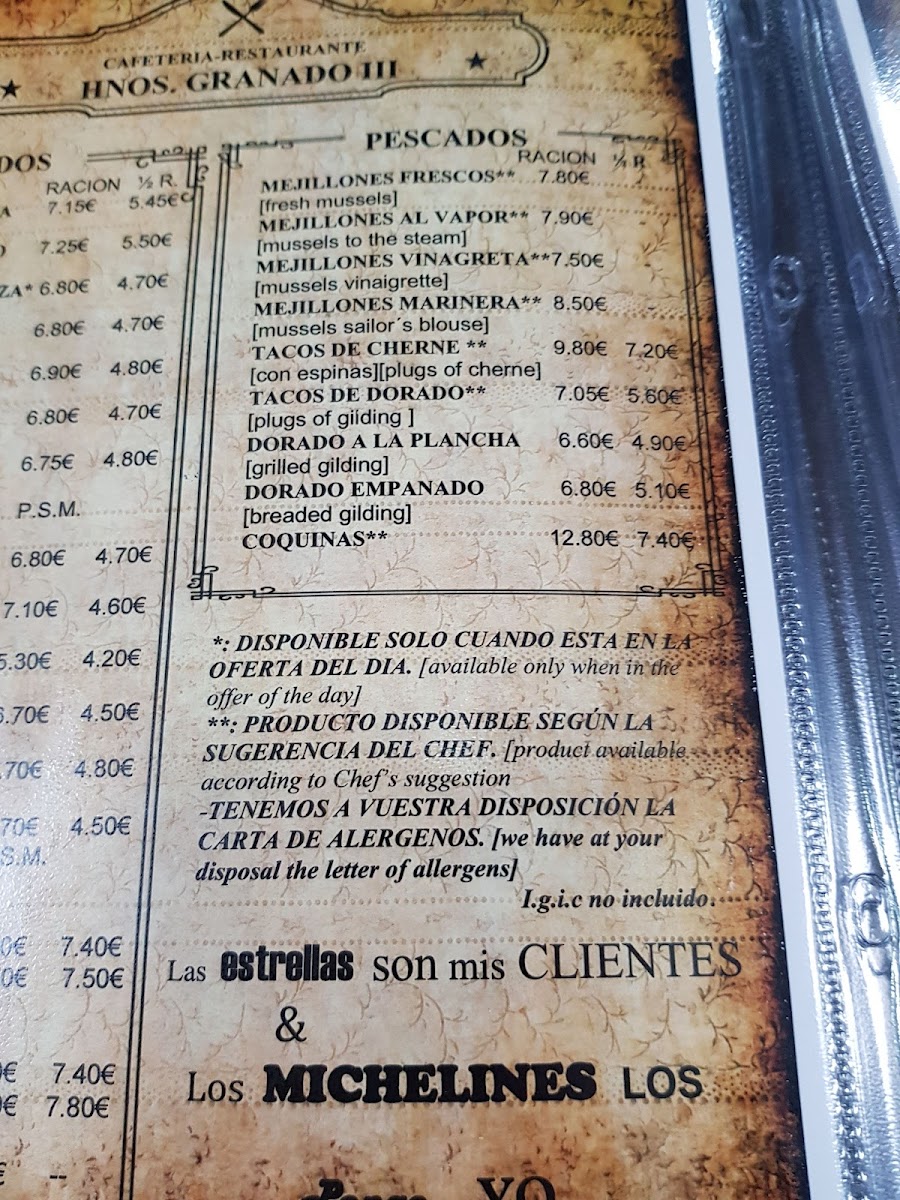 CAFETERIA-RESTAURANTE
HNOS. GRANADO III
DOS
RACION ½ R.
7.15€ 5.45€
7.25€ 5.50€
ZA* 6.80€ 4.70€
6.80€ 4.70€
6.90€ 4.80€
6.80€ 4.70€
6.75€ 4.80€
P.S.M.
6.80€ 4.70€
7.10€ 4.60€
5.30€ 4.20€
6.70€ 4.50€
.70€ 4.80€
70€ 4.50€
S.M.
0€ 7.40€
0€ 7.50€
€ 7.40€
€ 7.80€
€ --
PESCADOS
RACION ½ R.
MEJILLONES FRESCOS** 7.80€
[fresh mussels]
MEJILLONES AL VAPOR** 7.90€
[mussels to the steam]
MEJILLONES VINAGRETA**7.50€
[mussels vinaigrette]
MEJILLONES MARINERA** 8.50€
[mussels sailor´s blouse]
TACOS DE CHERNE ** 9.80€ 7.20€
[con espinas][plugs of cherne]
TACOS DE DORADO** 7.05€ 5.60€
[plugs of gilding ]
DORADO A LA PLANCHA 6.60€ 4.90€
[grilled gilding]
DORADO EMPANADO 6.80€ 5.10€
[breaded gilding]
COQUINAS** 12.80€ 7.40€
*: DISPONIBLE SOLO CUANDO ESTA EN LA
OFERTA DEL DIA. [available only when in the
offer of the day]
**: PRODUCTO DISPONIBLE SEGÚN LA
SUGERENCIA DEL CHEF. [product available
according to Chef's suggestion
-TENEMOS A VUESTRA DISPOSICIÓN LA
CARTA DE ALERGENOS. [we have at your
disposal the letter of allergens]
I.g.i.c no incluido.
Las estrellas son mis CLIENTES
&
Los MICHELINES LOS
YO